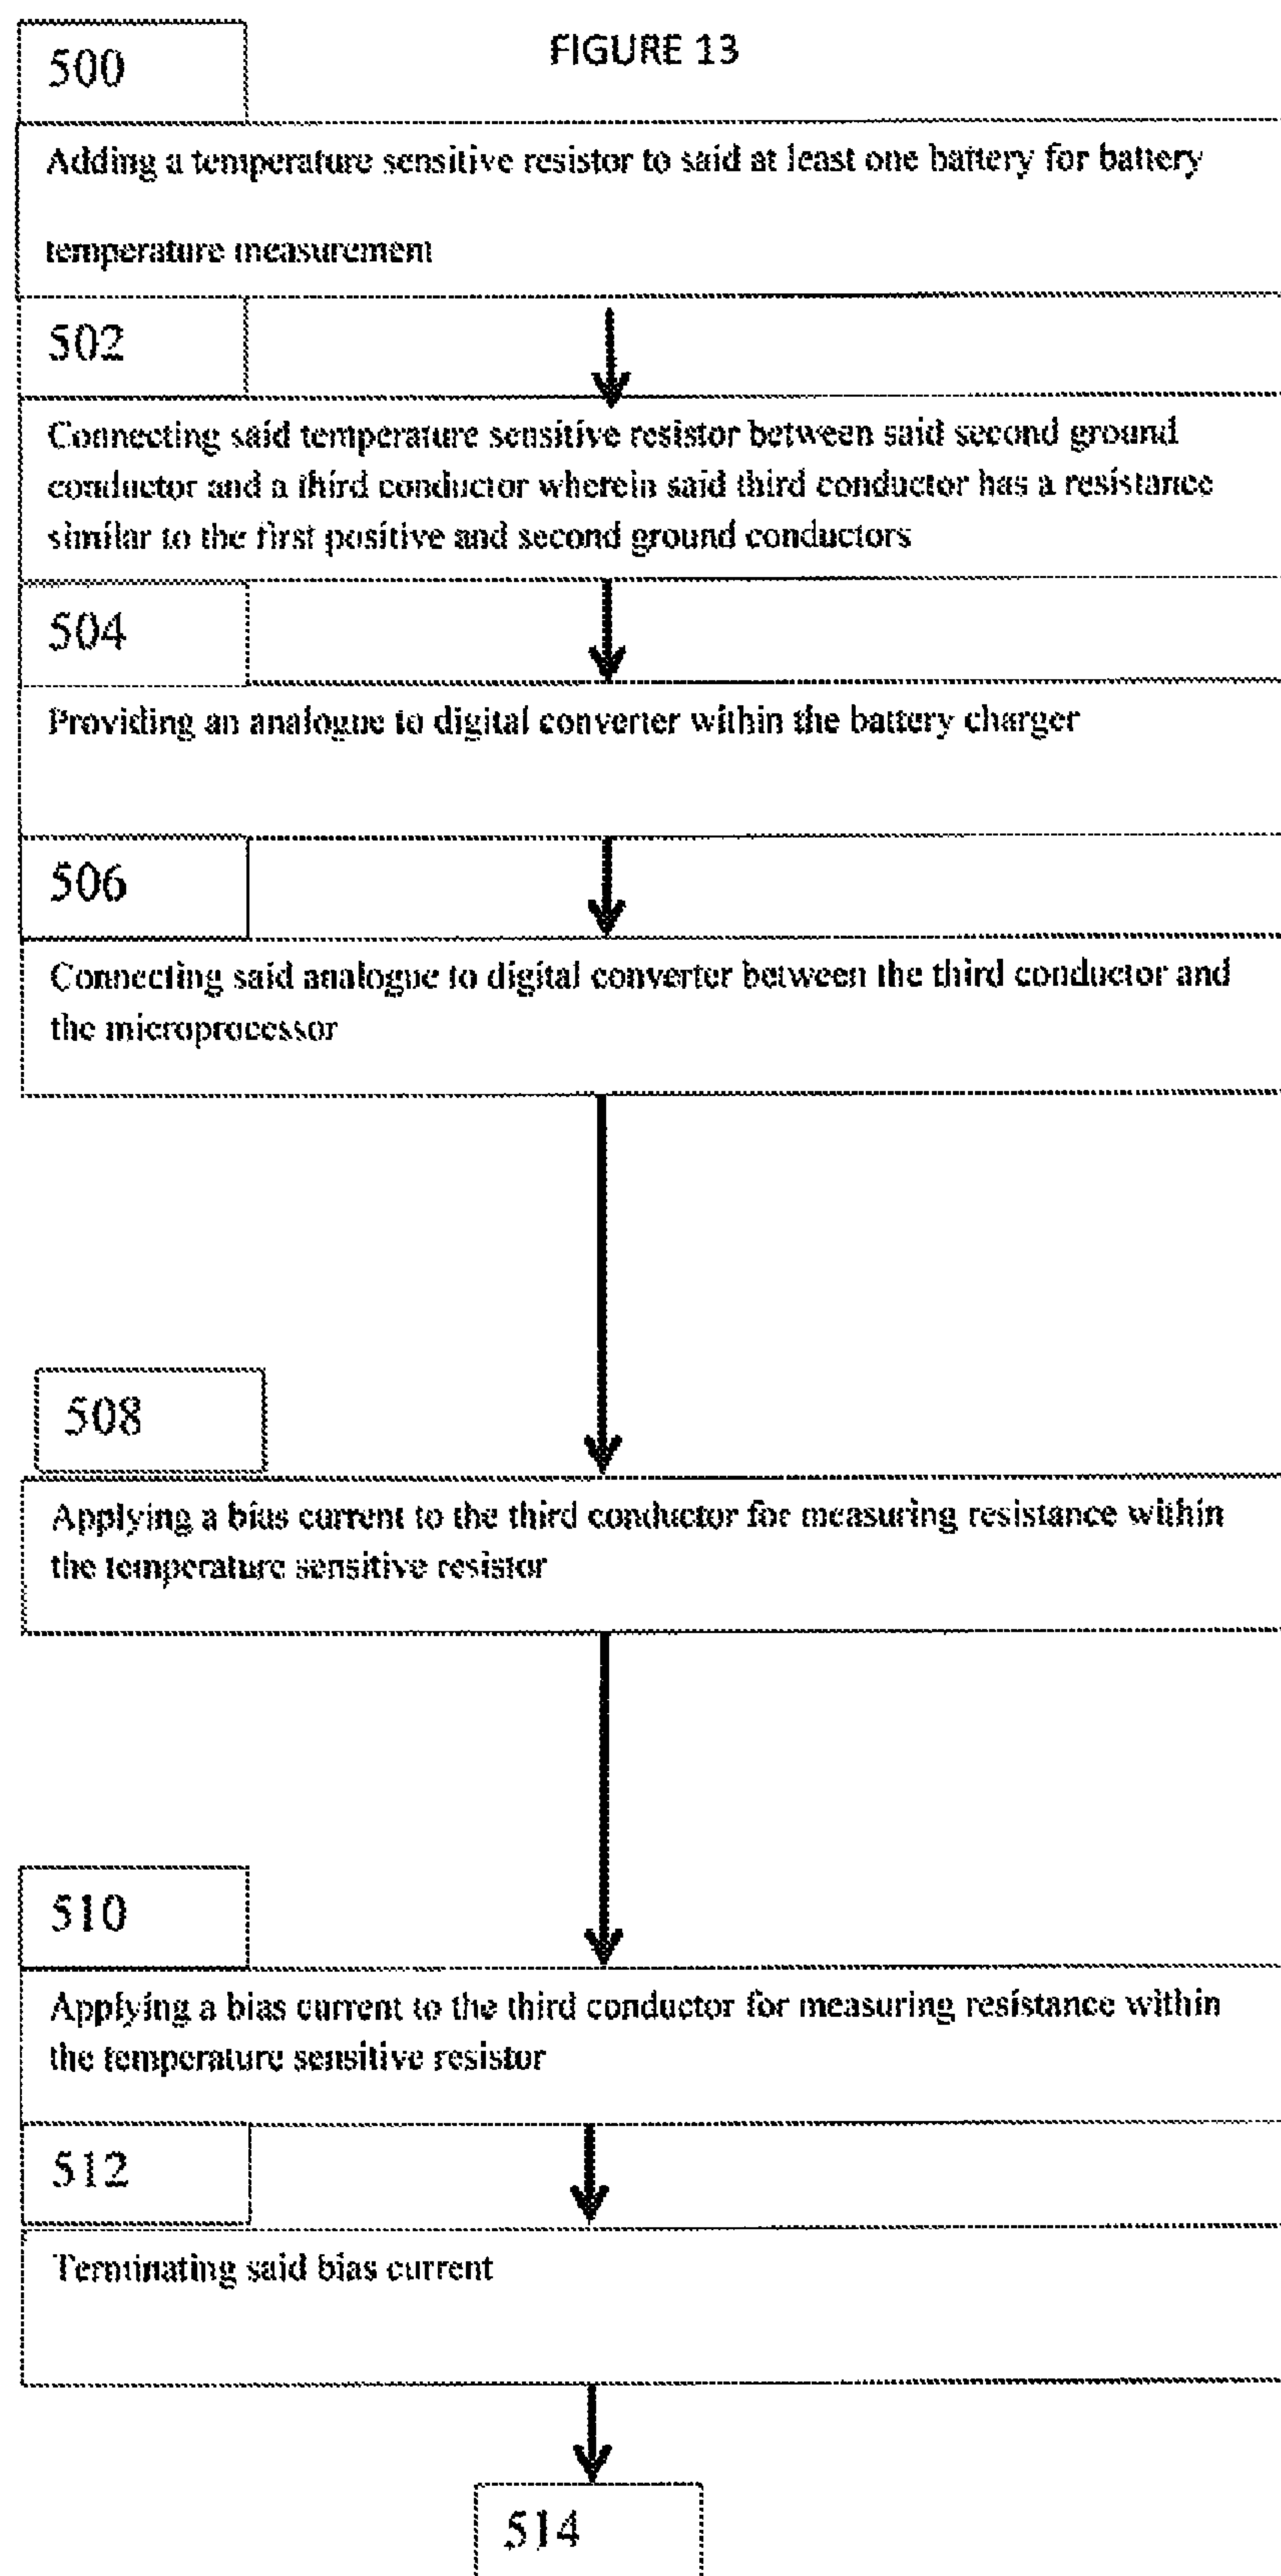 500
FIGURE 13
Adding a temperature sensitive resistor to said at least one battery for battery
temperature measurement
502
Connecting said temperature sensitive resistor between said second ground
conductor and a third conductor wherein said third conductor has a resistance
similar to the first positive and second ground conductors
504
Providing an analogue to digital converter within the battery charger
506
Connecting said analogue to digital converter between the third conductor and
the microprocessor
508
Applying a bias current to the third conductor for measuring resistance within
the temperature sensitive resistor
510
Applying a bias current to the third conductor for measuring resistance within
the temperature sensitive resistor
512
Terminating said bias current
514